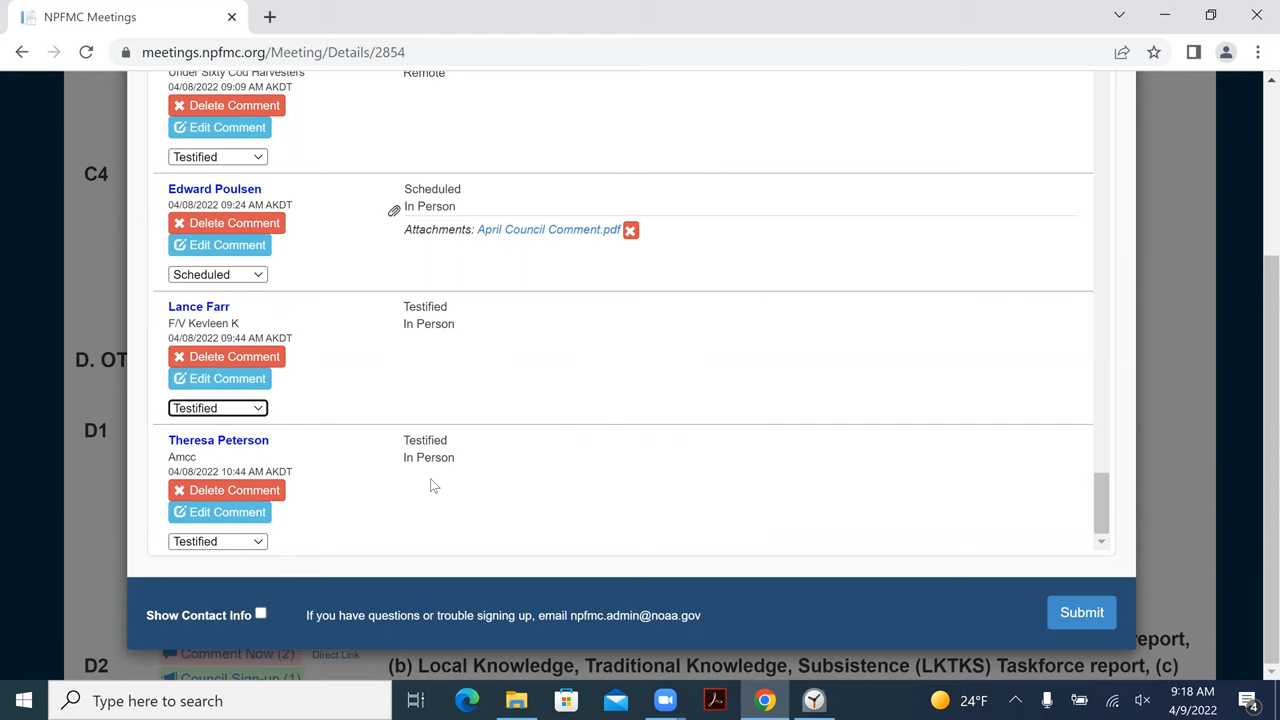 NPFMC Meetings
meetings.npfmc.org/Meeting/Details/2854
Under Sixty Cod Harvesters
Remote
04/08/2022 09:09 AM AKDT
Delete Comment
Edit Comment
Testified
C4
Edward Poulsen
Scheduled
04/08/2022 09:24 AM AKDT
In Person
Delete Comment
Attachments: April Council Comment.pdf
Edit Comment
Scheduled
Lance Farr
Testified
F/V Kevleen K
In Person
04/08/2022 09:44 AM AKDT
Delete Comment
D. OT
Edit Comment
Testified
D1
Theresa Peterson
Testified
Amcc
In Person
04/08/2022 10:44 AM AKDT
Delete Comment
Edit Comment
Testified
Show Contact Info
If you have questions or trouble signing up, email npfmc.admin@noaa.gov
Submit
report,
Comment Now (2)
Direct Link
D2
(b) Local Knowledge, Traditional Knowledge, Subsistence (LKTKS) Taskforce report, (c)
Council Sign-up (1)
Type here to search
24°F
9:18 AM
4/9/2022
4